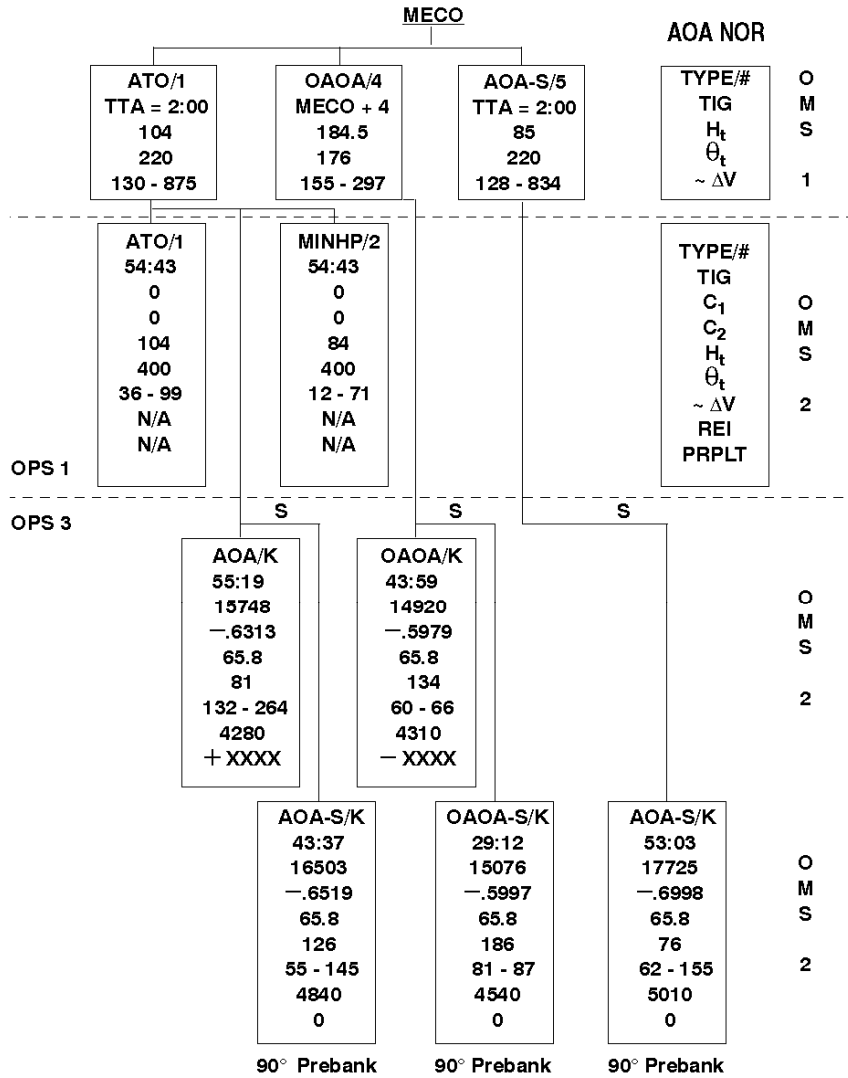 MECO
AOA NOR
ATO/1
TTA = 2:00
104
220
130 - 875
OAOA/4
MECO + 4
184.5
176
155 - 297
AOA-S/5
TTA = 2:00
85
220
128 - 834
TYPE/#
TIG
Ht
θt
~ ΔV
O
M
S
1
ATO/1
54:43
0
0
104
400
36 - 99
N/A
N/A
MINHP/2
54:43
0
0
84
400
12 - 71
N/A
N/A
TYPE/#
TIG
C1
C2
Ht
θt
~ ΔV
REI
PRPLT
O
M
S
2
OPS 1
OPS 3
S
S
S
AOA/K
55:19
15748
—.6313
65.8
81
132 - 264
4280
+ XXXX
OAOA/K
43:59
14920
—.5979
65.8
134
60 - 66
4310
— XXXX
O
M
S
2
AOA-S/K
43:37
16503
—.6519
65.8
126
55 - 145
4840
0
90° Prebank
OAOA-S/K
29:12
15076
—.5997
65.8
186
81 - 87
4540
0
90° Prebank
AOA-S/K
53:03
17725
—.6998
65.8
76
62 - 155
5010
0
90° Prebank
O
M
S
2